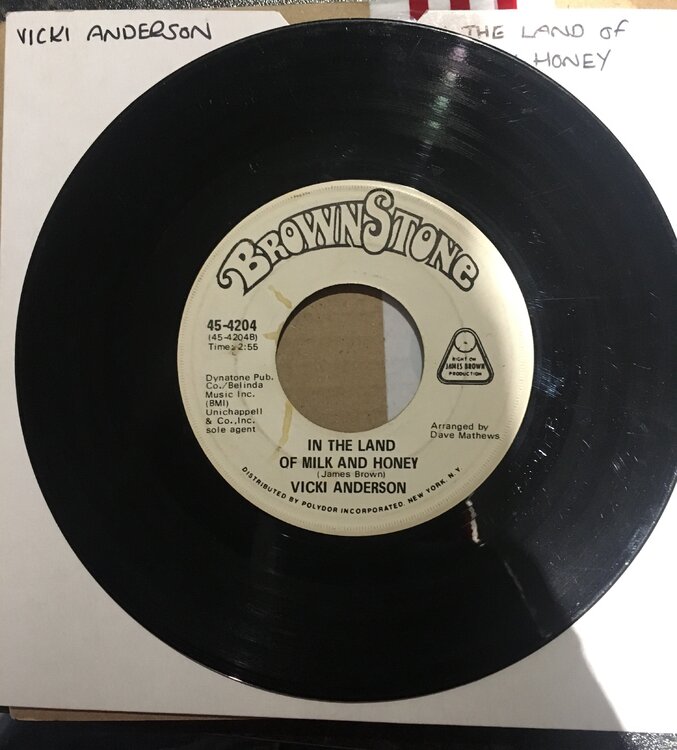 VICKI ANDERSON
THE LAND OF
HONEY
BROWNSTONE
45-4204
(45-4204B)
Time: 2:55
Dynatone Pub.
Co./Belinda
Music Inc.
(BMI)
Unichappell
& Co., Inc.
sole agent
RIGHT ON
JAMES BROWN
PRODUCTION
Arranged by
Dave Mathews
IN THE LAND
OF MILK AND HONEY
(James Brown)
VICKI ANDERSON
DISTRIBUTED BY POLYDOR INCORPORATED, NEW YORK, N.Y.